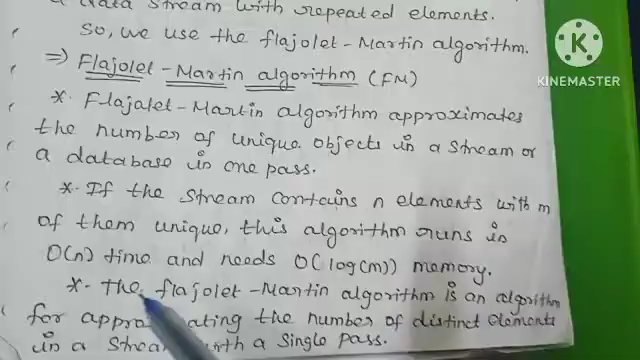 a data stream with repeated elements.
So, we use the flajolet-Martin algorithm.
⇒ Flajolet-Martin algorithm (FM)
*. Flajalet-Martin algorithm approximates
the number of unique objects in a stream or
a database in one pass.
*. If the stream contains n elements with m
of them unique, this algorithm runs in
O(n) time and needs O(log(m)) memory.
*. The flajolet-Martin algorithm is an algorithm
for the number of distinct elements
in a stream with a single pass.
KINEMASTER